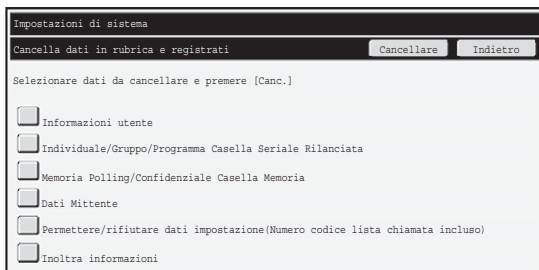 Impostazioni di sistema
Cancella dati in rubrica e registrati
Cancellare
Indietro
Selezionare dati da cancellare e premere [Canc.]
Informazioni utente
Individuale/Gruppo/Programma Casella Seriale Rilanciata
Memoria Polling/Confidenziale Casella Memoria
Dati Mittente
Permettere/rifiutare dati impostazione(Numero codice lista chiamata incluso)
Inoltra informazioni